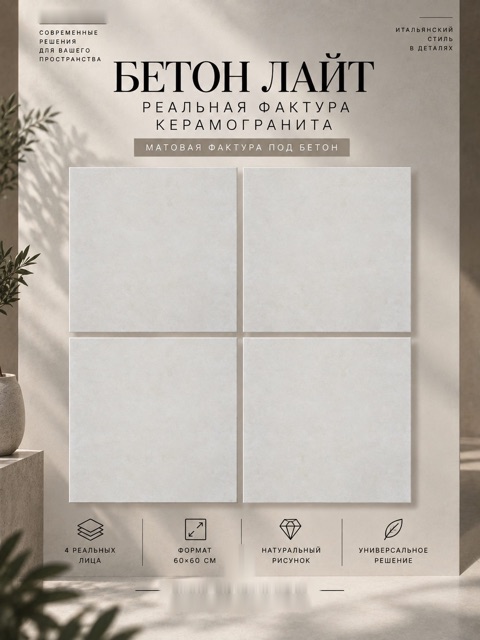 СОВРЕМЕННЫЕ
РЕШЕНИЯ
ДЛЯ ВАШЕГО
ПРОСТРАНСТВА
ИТАЛЬЯНСКИЙ
СТИЛЬ
В ДЕТАЛЯХ
БЕТОН ЛАЙТ
РЕАЛЬНАЯ ФАКТУРА
КЕРАМОГРАНИТА
МАТОВАЯ ФАКТУРА ПОД БЕТОН
4 РЕАЛЬНЫХ
ЛИЦА
ФОРМАТ
60×60 СМ
НАТУРАЛЬНЫЙ
РИСУНОК
УНИВЕРСАЛЬНОЕ
РЕШЕНИЕ